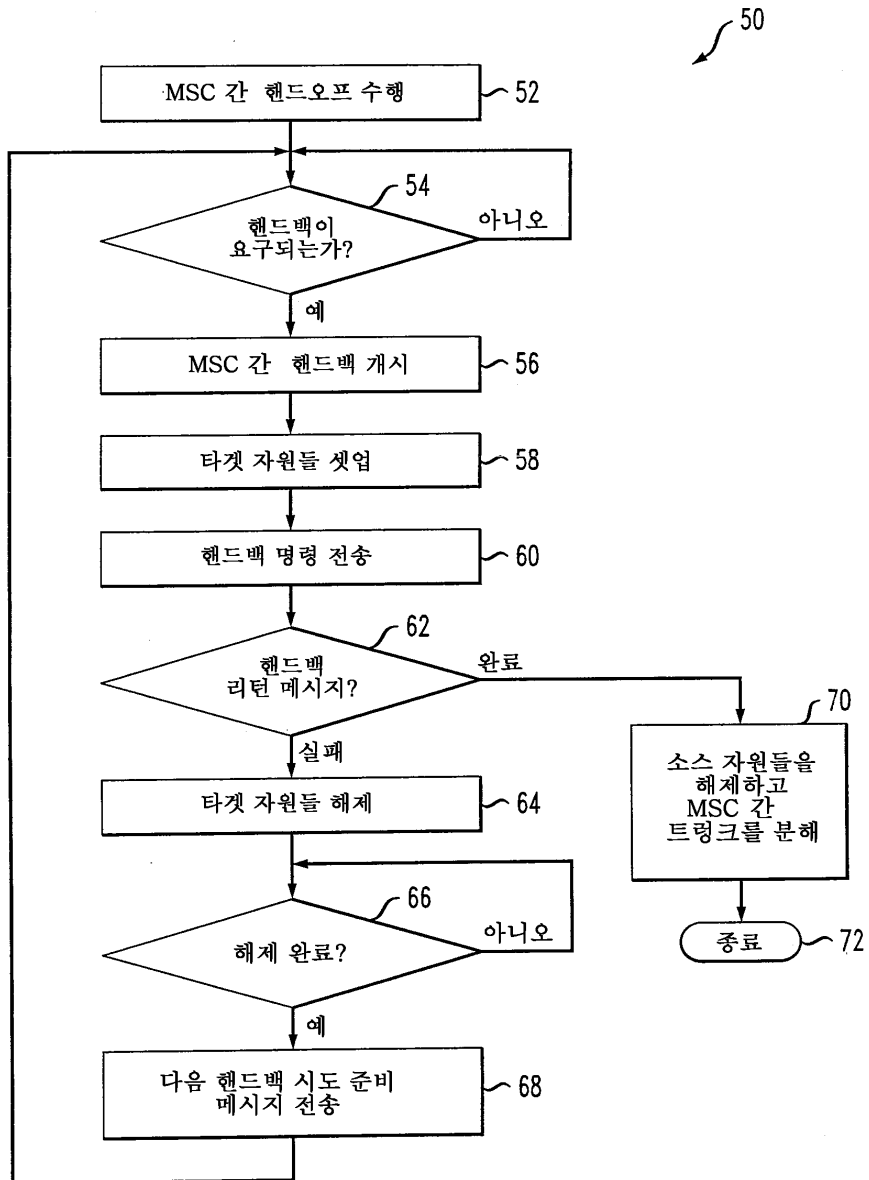 50
MSC 간 핸드오프 수행
52
54
핸드백이
요구되는가?
아니오
예
MSC 간 핸드백 개시
56
타겟 자원들 셋업
58
핸드백 명령 전송
60
62
핸드백
리턴 메시지?
완료
실패
70
소스 자원들을
해제하고
MSC 간
트렁크를 분해
타겟 자원들 해제
64
66
해제 완료?
아니오
종료
72
예
다음 핸드백 시도 준비
메시지 전송
68